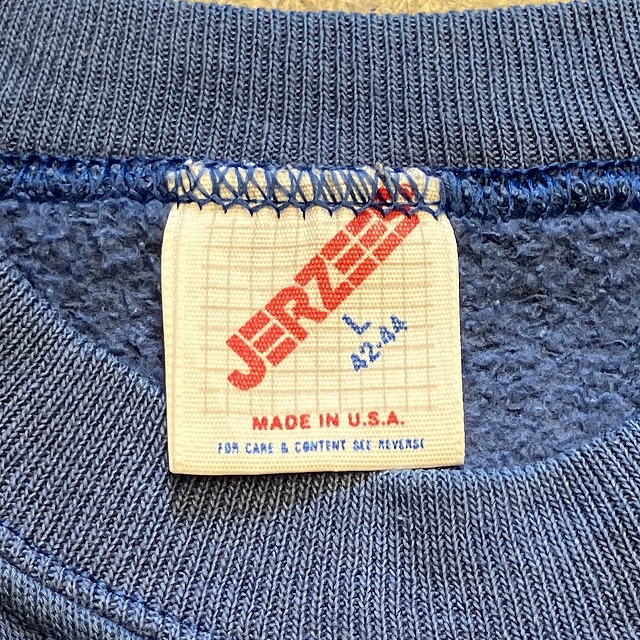 JERZEES
L
42-44
MADE IN U.S.A.
FOR CARE & CONTENT SEE REVERSE